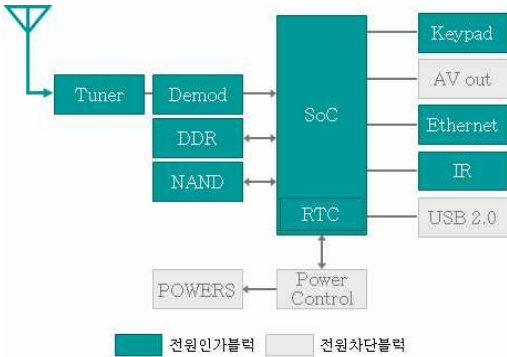 Keypad
AV out
Tuner
Demod
SoC
DDR
Ethernet
NAND
IR
RTC
USB 2.0
POWERS
Power
Control
전원인가블럭
전원차단블럭